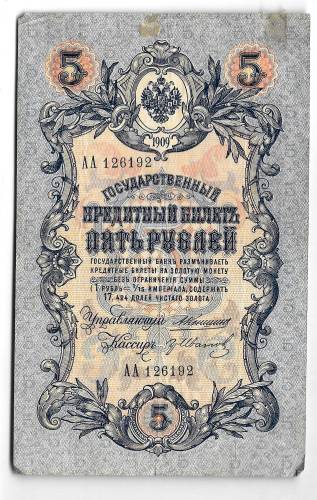 5 5
1909
АА 126192
ГОСУДАРСТВЕННЫЙ
КРЕДИТНЫЙ БИЛЕТЪ
ПЯТЬ РУБЛЕЙ
ГОСУДАРСТВЕННЫЙ БАНКЪ РАЗМѢНИВАЕТЪ
КРЕДИТНЫЕ БИЛЕТЫ НА ЗОЛОТУЮ МОНЕТУ
БЕЗЪ ОГРАНИЧЕНІЯ СУММЫ
(1 РУБЛЬ = 1/15 ИМПЕРІАЛА, СОДЕРЖИТЪ
17,424 ДОЛЕЙ ЧИСТАГО ЗОЛОТА)
Управляющій
Кассиръ
АА 126192
5